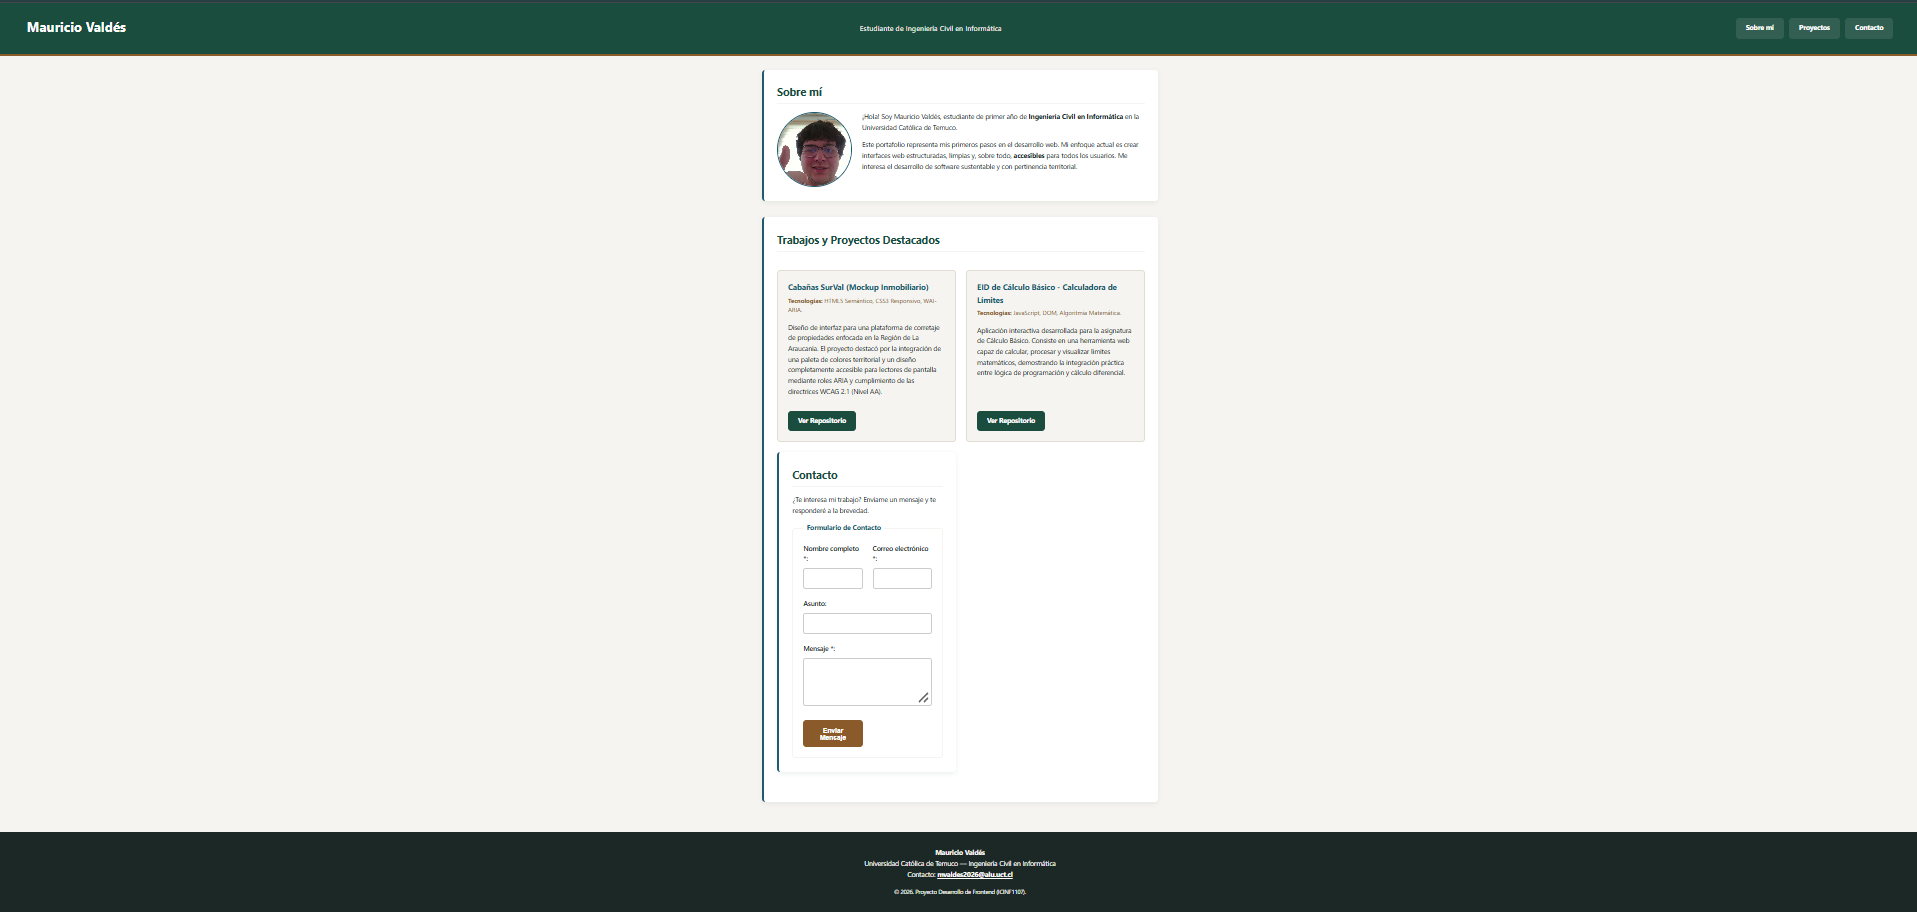 Mauricio Valdés
Estudiante de Ingeniería Civil en Informática
Sobre mí
Proyectos
Contacto
Sobre mí
¡Hola! Soy Mauricio Valdés, estudiante de primer año de Ingeniería Civil en Informática en la
Universidad Católica de Temuco.
Este portafolio representa mis primeros pasos en el desarrollo web. Mi enfoque actual es crear
interfaces web estructuradas, limpias y, sobre todo, accesibles para todos los usuarios. Me
interesa el desarrollo de software sustentable y con pertinencia territorial.
Trabajos y Proyectos Destacados
Cabañas SurVal (Mockup Inmobiliario)
Tecnologías: HTML5 Semántico, CSS3 Responsivo, WAI-
ARIA.
Diseño de interfaz para una plataforma de corretaje
de propiedades enfocada en la Región de La
Araucanía. El proyecto destacó por la integración de
una paleta de colores territorial y un diseño
completamente accesible para lectores de pantalla
mediante roles ARIA y cumplimiento de las
directrices WCAG 2.1 (Nivel AA).
Ver Repositorio
EID de Cálculo Básico - Calculadora de
Límites
Tecnologías: JavaScript, DOM, Algoritmia Matemática.
Aplicación interactiva desarrollada para la asignatura
de Cálculo Básico. Consiste en una herramienta web
capaz de calcular, procesar y visualizar límites
matemáticos, demostrando la integración práctica
entre lógica de programación y cálculo diferencial.
Ver Repositorio
Contacto
¿Te interesa mi trabajo? Envíame un mensaje y te
responderé a la brevedad.
Formulario de Contacto
Nombre completo
*:
Correo electrónico
*:
Asunto:
Mensaje *:
Enviar
Mensaje
Mauricio Valdés
Universidad Católica de Temuco — Ingeniería Civil en Informática
Contacto: mvaldes2026@alu.uct.cl
© 2026. Proyecto Desarrollo de Frontend (ICINF1107).